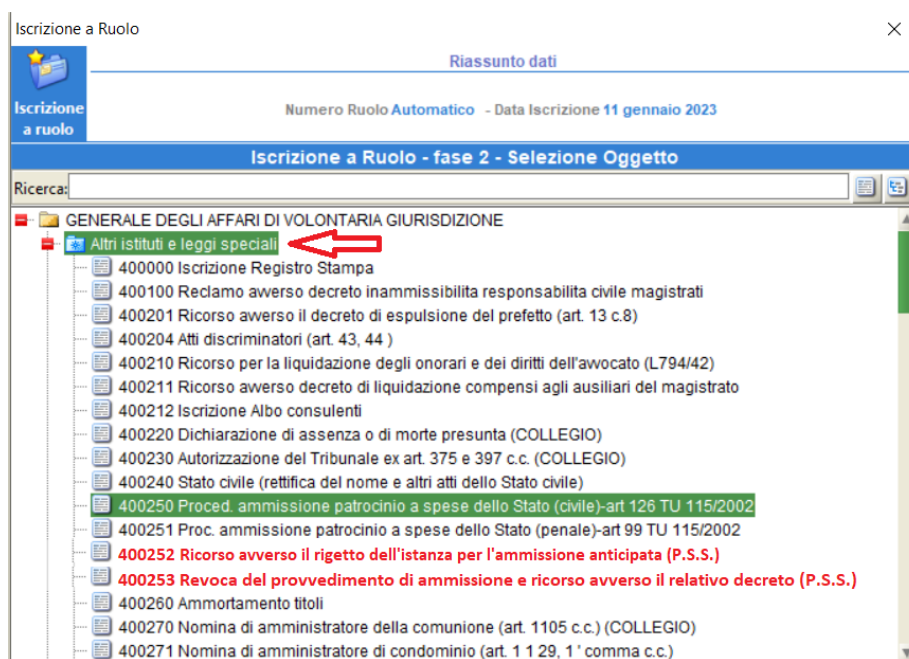 Iscrizione a Ruolo
Riassunto dati
Iscrizione
a ruolo
Numero Ruolo Automatico - Data Iscrizione 11 gennaio 2023
Iscrizione a Ruolo - fase 2 - Selezione Oggetto
Ricerca:
GENERALE DEGLI AFFARI DI VOLONTARIA GIURISDIZIONE
Altri istituti e leggi speciali
400000 Iscrizione Registro Stampa
400100 Reclamo avverso decreto inammissibilita responsabilita civile magistrati
400201 Ricorso avverso il decreto di espulsione del prefetto (art. 13 c.8)
400204 Atti discriminatori (art. 43, 44 )
400210 Ricorso per la liquidazione degli onorari e dei diritti dell'avvocato (L794/42)
400211 Ricorso avverso decreto di liquidazione compensi agli ausiliari del magistrato
400212 Iscrizione Albo consulenti
400220 Dichiarazione di assenza o di morte presunta (COLLEGIO)
400230 Autorizzazione del Tribunale ex art. 375 e 397 c.c. (COLLEGIO)
400240 Stato civile (rettifica del nome e altri atti dello Stato civile)
400250 Proced. ammissione patrocinio a spese dello Stato (civile)-art 126 TU 115/2002
400251 Proc. ammissione patrocinio a spese dello Stato (penale)-art 99 TU 115/2002
400252 Ricorso avverso il rigetto dell'istanza per l'ammissione anticipata (P.S.S.)
400253 Revoca del provvedimento di ammissione e ricorso avverso il relativo decreto (P.S.S.)
400260 Ammortamento titoli
400270 Nomina di amministratore della comunione (art. 1105 c.c.) (COLLEGIO)
400271 Nomina di amministratore di condominio (art. 1 1 29, 1 ' comma c.c.)